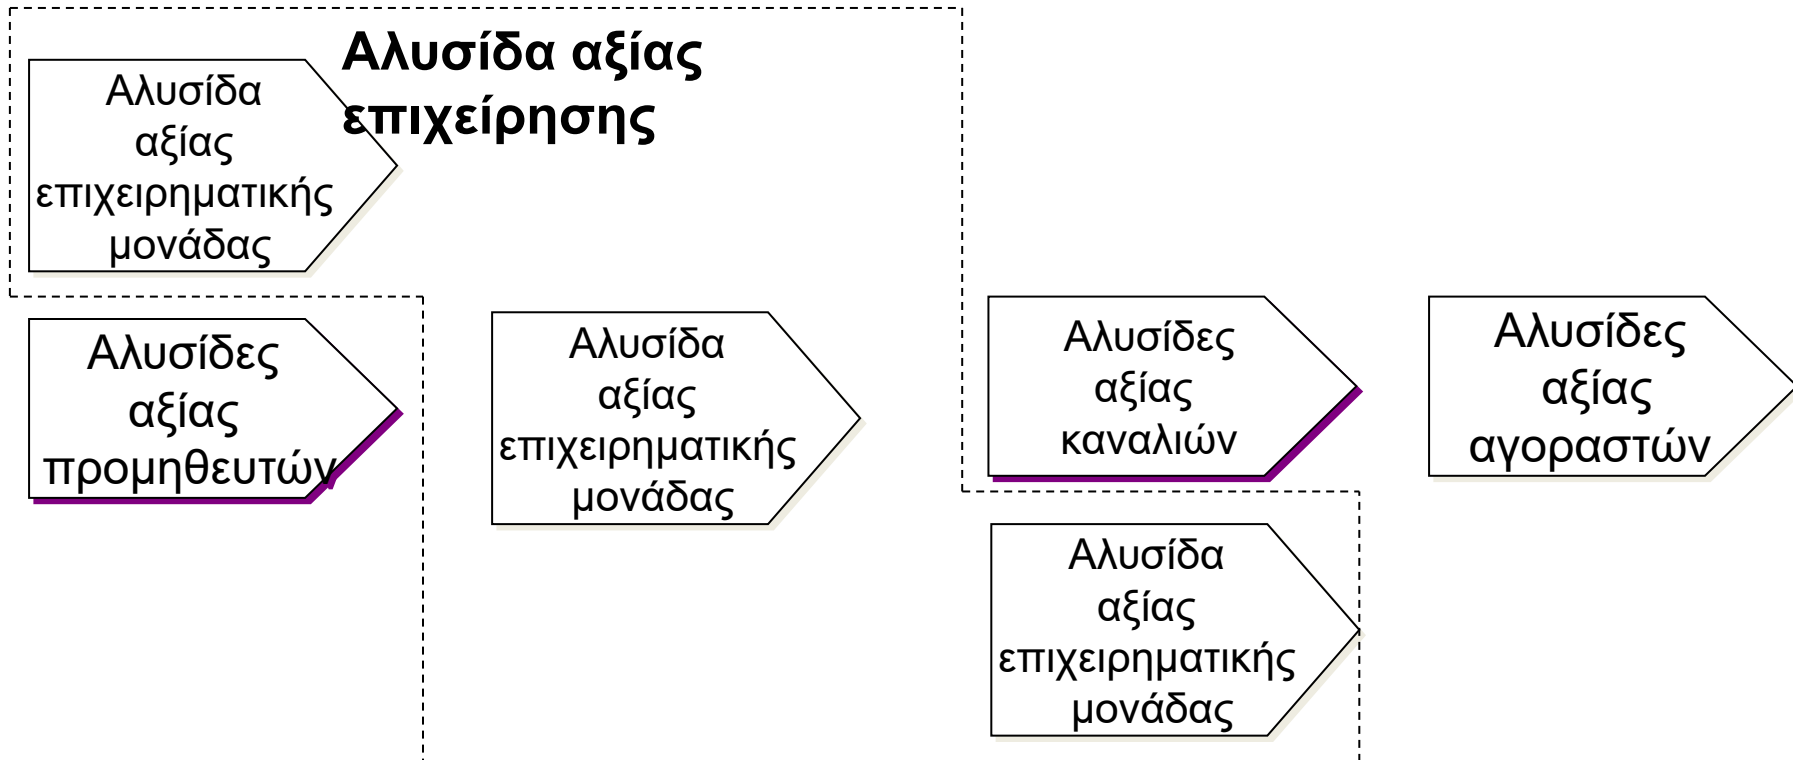 Αλυσίδα αξίας
επιχείρησης
Αλυσίδα
αξίας
επιχειρηματικής
μονάδας
Αλυσίδες
αξίας
προμηθευτών
Αλυσίδα
αξίας
επιχειρηματικής
μονάδας
Αλυσίδες
αξίας
καναλιών
Αλυσίδες
αξίας
αγοραστών
Αλυσίδα
αξίας
επιχειρηματικής
μονάδας